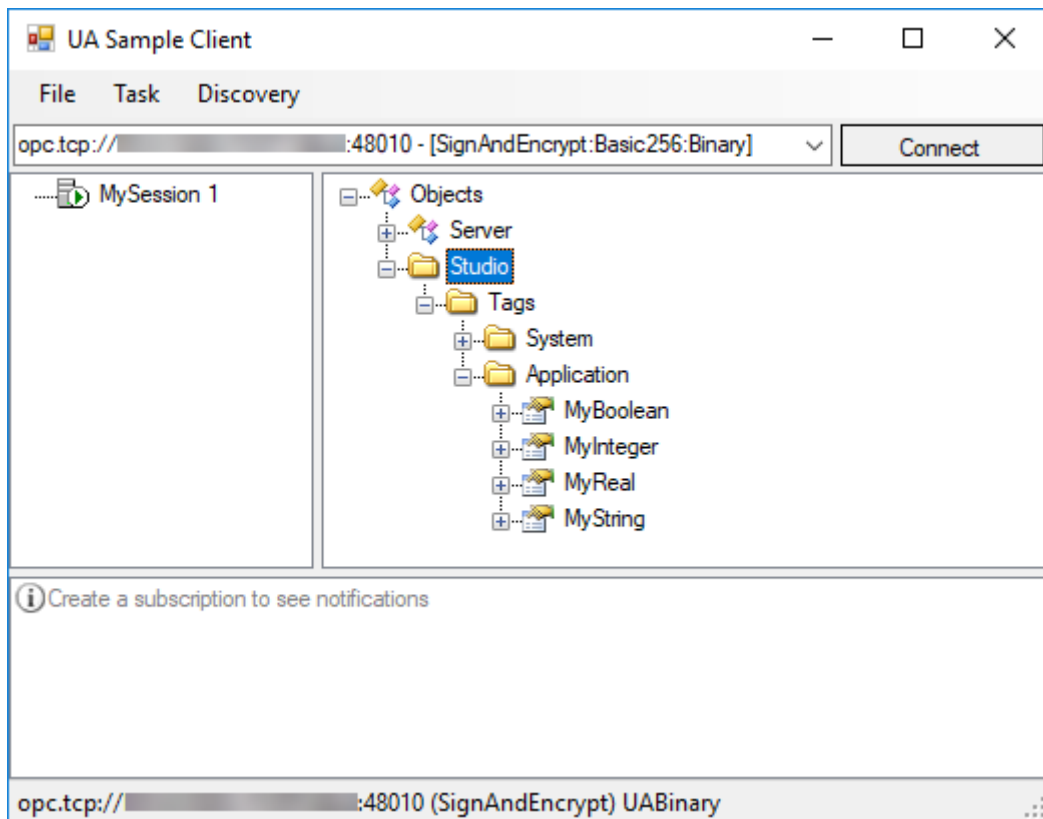 UA Sample Client
File Task Discovery
opc.tcp:// :48010 - [SignAndEncrypt:Basic256:Binary] Connect
MySession 1
Objects
Server
Studio
Tags
System
Application
MyBoolean
MyInteger
MyReal
MyString
Create a subscription to see notifications
opc.tcp:// :48010 (SignAndEncrypt) UABinary